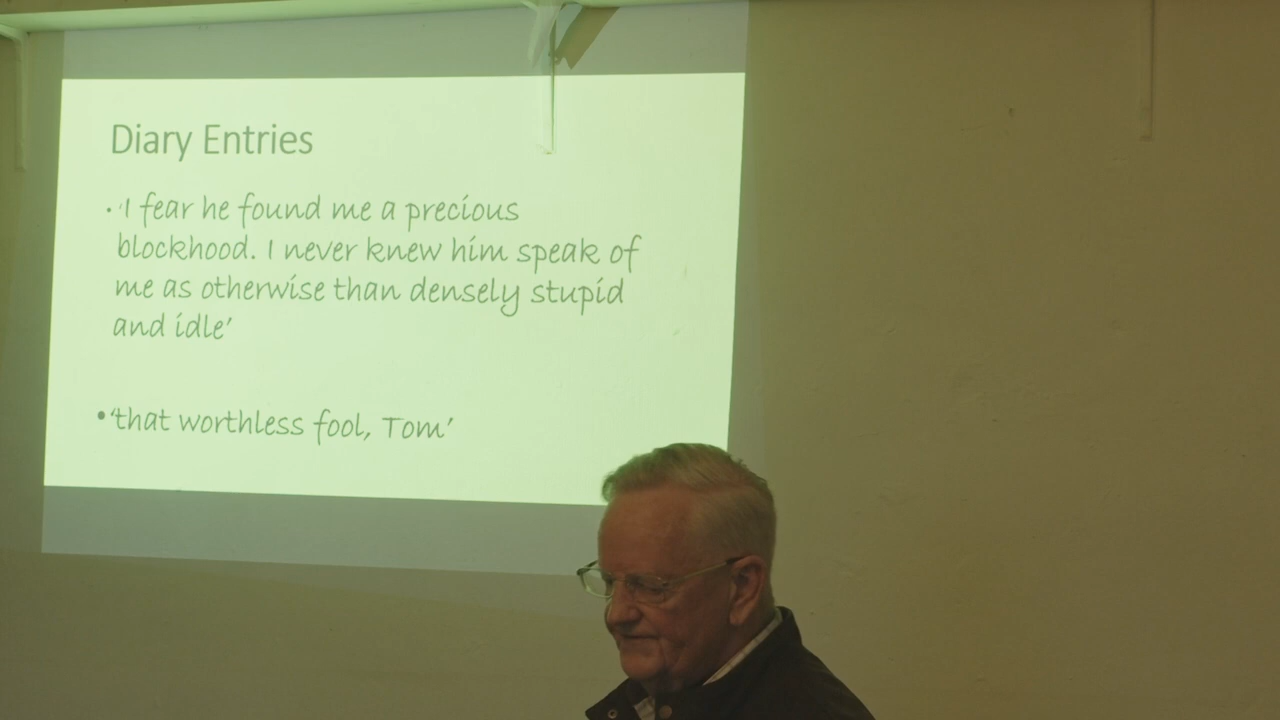 Diary Entries
• 'I fear he found me a precious
blockhood. I never knew him speak of
me as otherwise than densely stupid
and idle'
• 'that worthless fool, Tom'